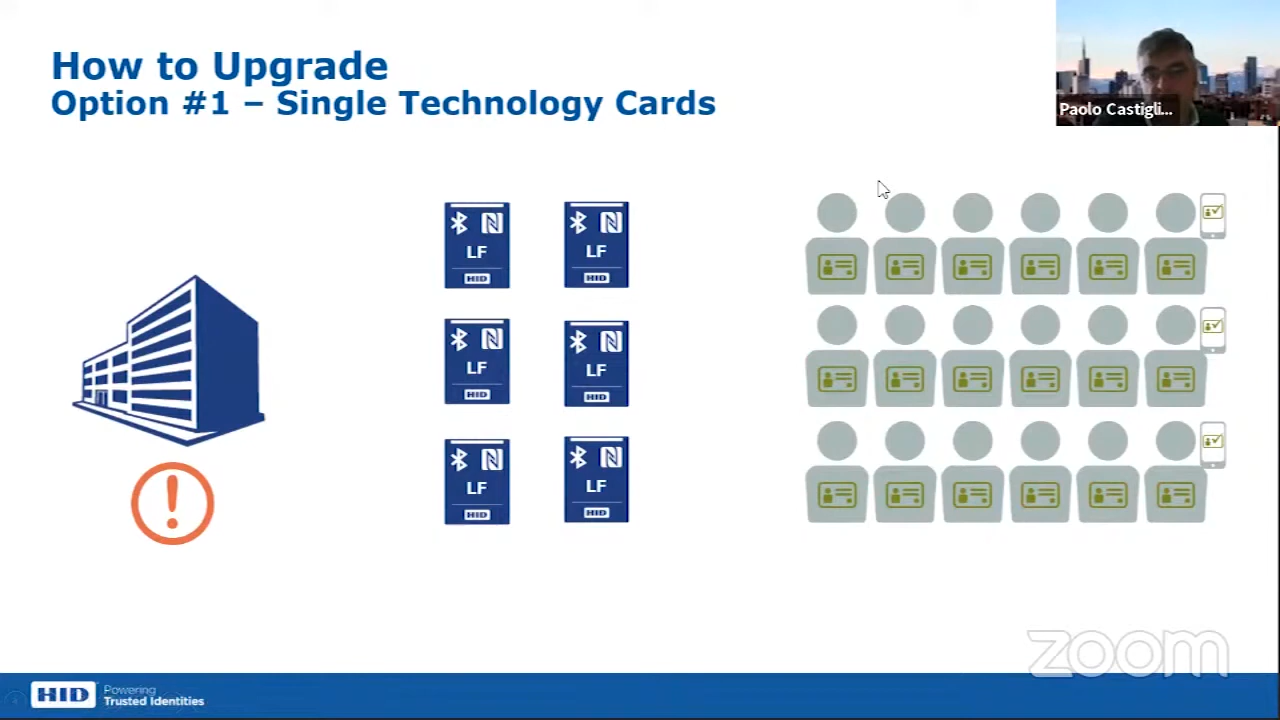 How to Upgrade
Option #1 – Single Technology Cards
Paolo Castigli...
LF
HID
LF
HID
LF
HID
LF
HID
LF
HID
LF
HID
zoom
HID
Powering
Trusted Identities